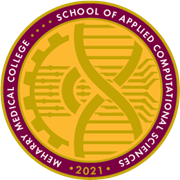 MEHARRY MEDICAL COLLEGE
SCHOOL OF APPLIED COMPUTATIONAL SCIENCES
2021